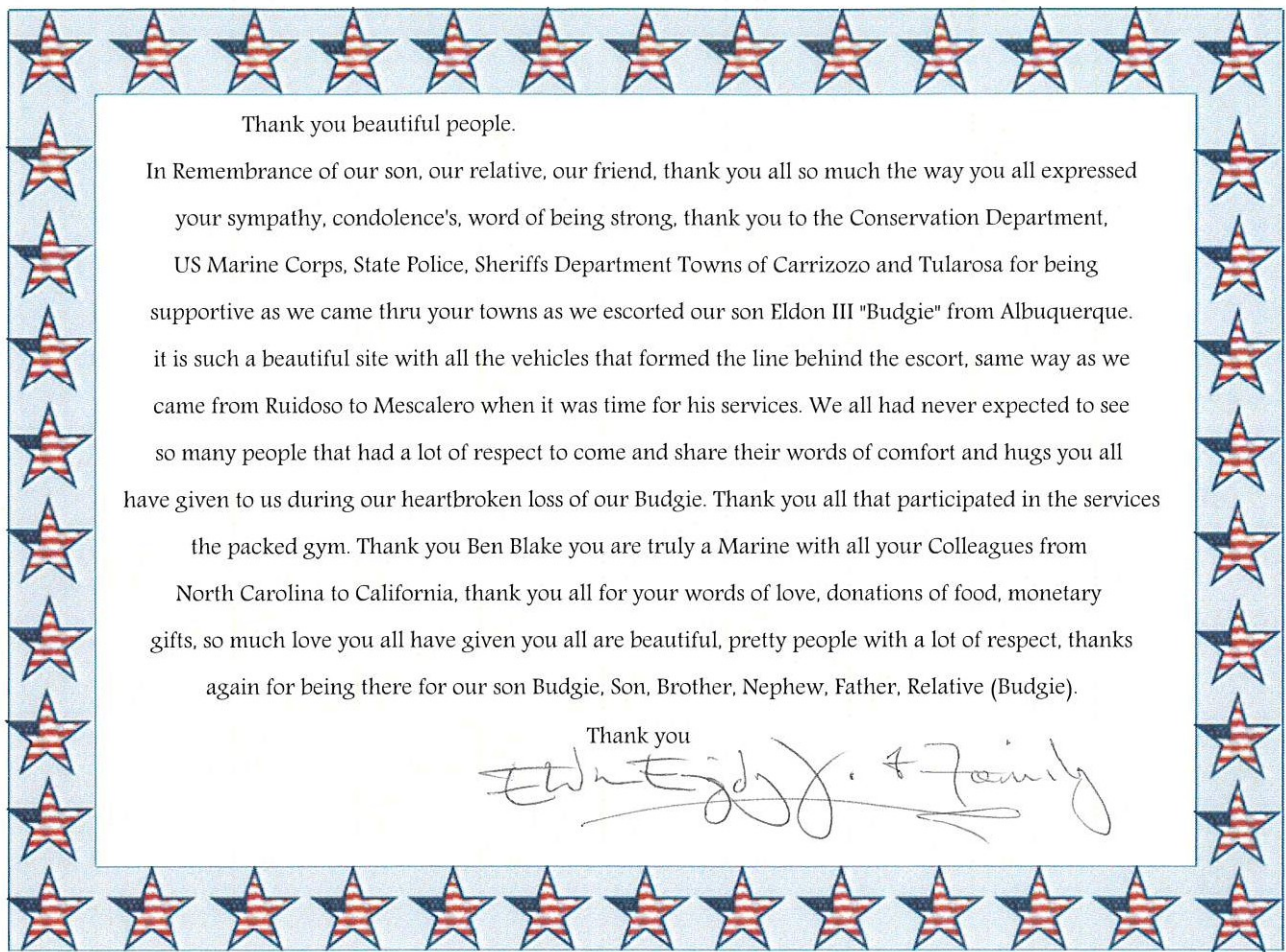 Thank you beautiful people.
In Remembrance of our son, our relative, our friend, thank you all so much the way you all expressed
your sympathy, condolence's, word of being strong, thank you to the Conservation Department,
US Marine Corps, State Police, Sheriffs Department Towns of Carrizozo and Tularosa for being
supportive as we came thru your towns as we escorted our son Eldon III "Budgie" from Albuquerque.
it is such a beautiful site with all the vehicles that formed the line behind the escort, same way as we
came from Ruidoso to Mescalero when it was time for his services. We all had never expected to see
so many people that had a lot of respect to come and share their words of comfort and hugs you all
have given to us during our heartbroken loss of our Budgie. Thank you all that participated in the services
the packed gym. Thank you Ben Blake you are truly a Marine with all your Colleagues from
North Carolina to California, thank you all for your words of love, donations of food, monetary
gifts, so much love you all have given you all are beautiful, pretty people with a lot of respect, thanks
again for being there for our son Budgie, Son, Brother, Nephew, Father, Relative (Budgie).
Thank you
Jr. & Family